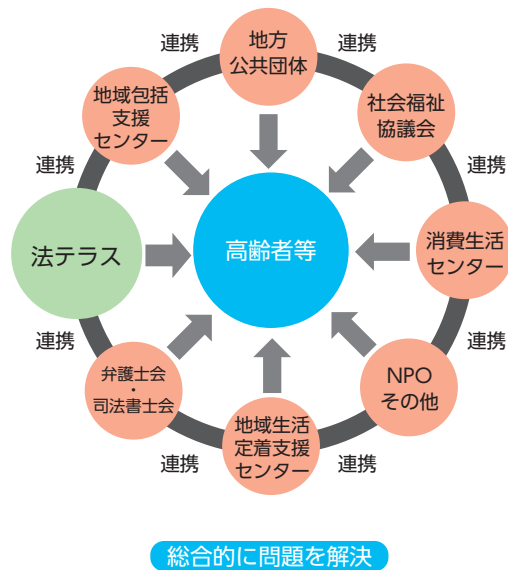 連携
地方
公共団体
連携
地域包括
支援
センター
社会福祉
協議会
連携
連携
法テラス
高齢者等
消費生活
センター
連携
連携
弁護士会
・
司法書士会
NPO
その他
地域生活
定着支援
センター
連携
連携
総合的に問題を解決